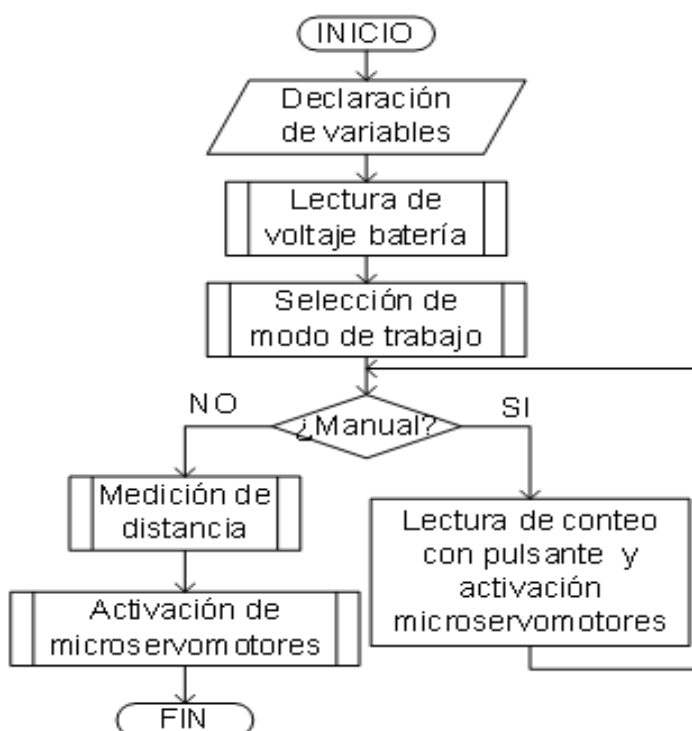 INICIO
Declaración
de variables
Lectura de
voltaje batería
Selección de
modo de trabajo
NO
¿Manual?
SI
Medición de
distancia
Lectura de conteo
con pulsante y
activación
microservomotores
Activación de
microservomotores
FIN